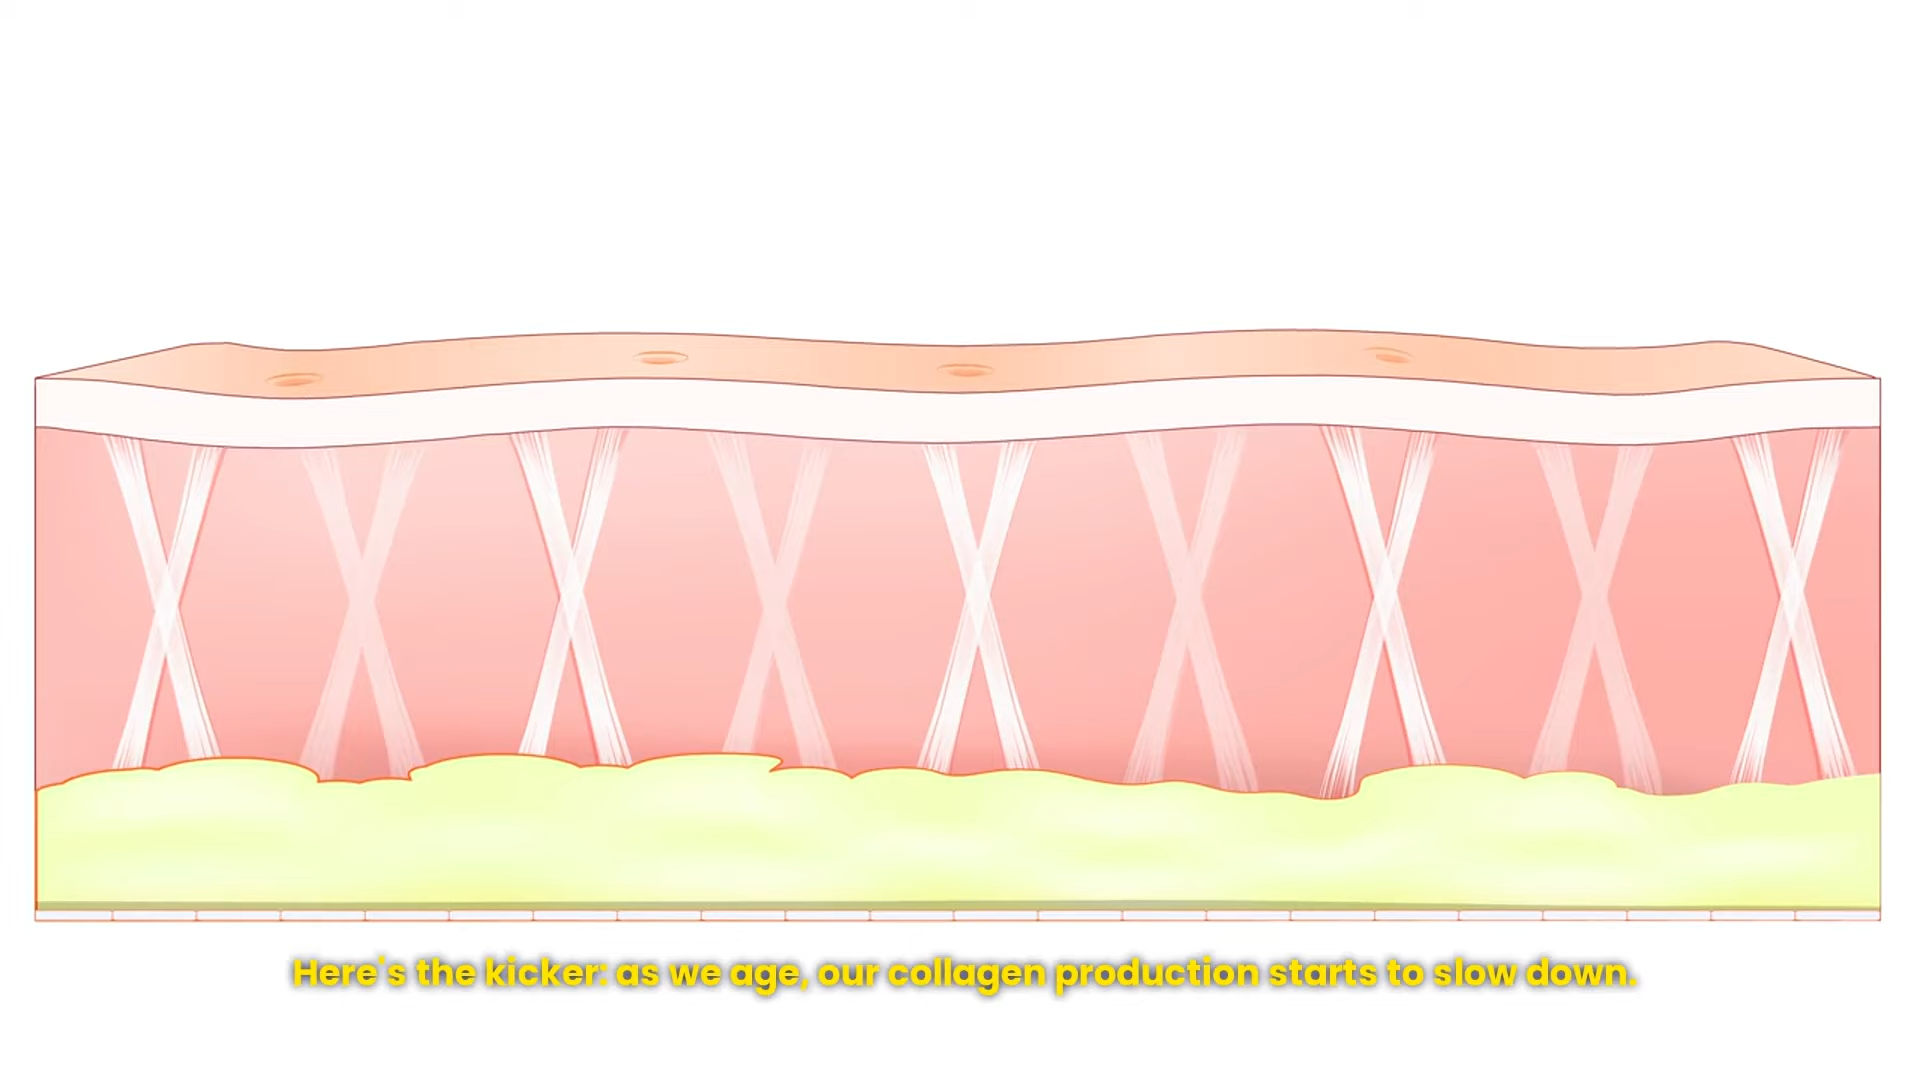 Here's the kicker: as we age, our collagen production starts to slow down.